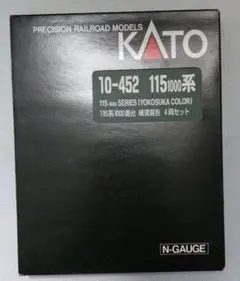 PRECISION RAILROAD MODELS
KATO
10-452 115 1000系
115-1000 SERIES (YOKOSUKA COLOR)
115系1000番台 横須賀色 4両セット
N-GAUGE